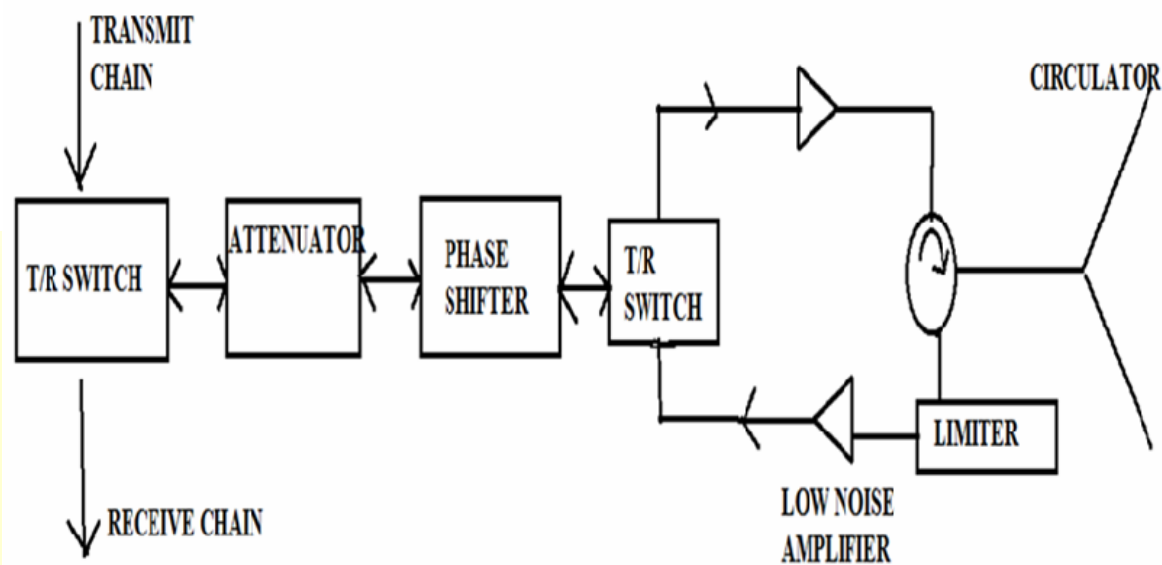 TRANSMIT
CHAIN
CIRCULATOR
T/R SWITCH
ATTENUATOR
PHASE
SHIFTER
T/R
SWITCH
LIMITER
LOW NOISE
AMPLIFIER
RECEIVE CHAIN